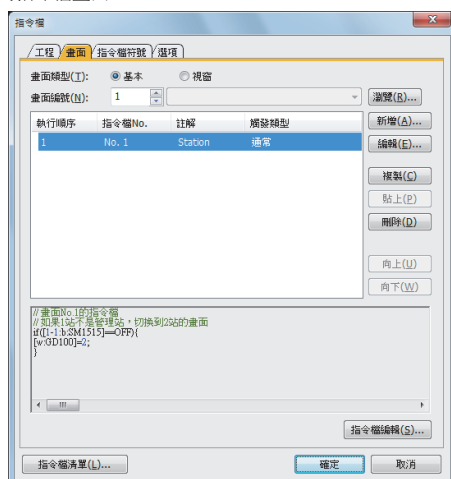 指令檔
工程 畫面 指令檔符號 選項
畫面類型(T): 基本 視窗
畫面編號(N): 1 瀏覽(R)...
執行順序 指令檔No. 註解 觸發類型
1 No. 1 Station 通常
新增(A)...
編輯(E)...
複製(C)
貼上(P)
刪除(D)
向上(U)
向下(W)
//畫面No.1的指令檔
//如果1站不是管理站，切換到2站的畫面
if([1-1:b:SM1515]==OFF){
[w:GD100]=2;
}
指令檔編輯(S)...
指令檔清單(L)... 確定 取消